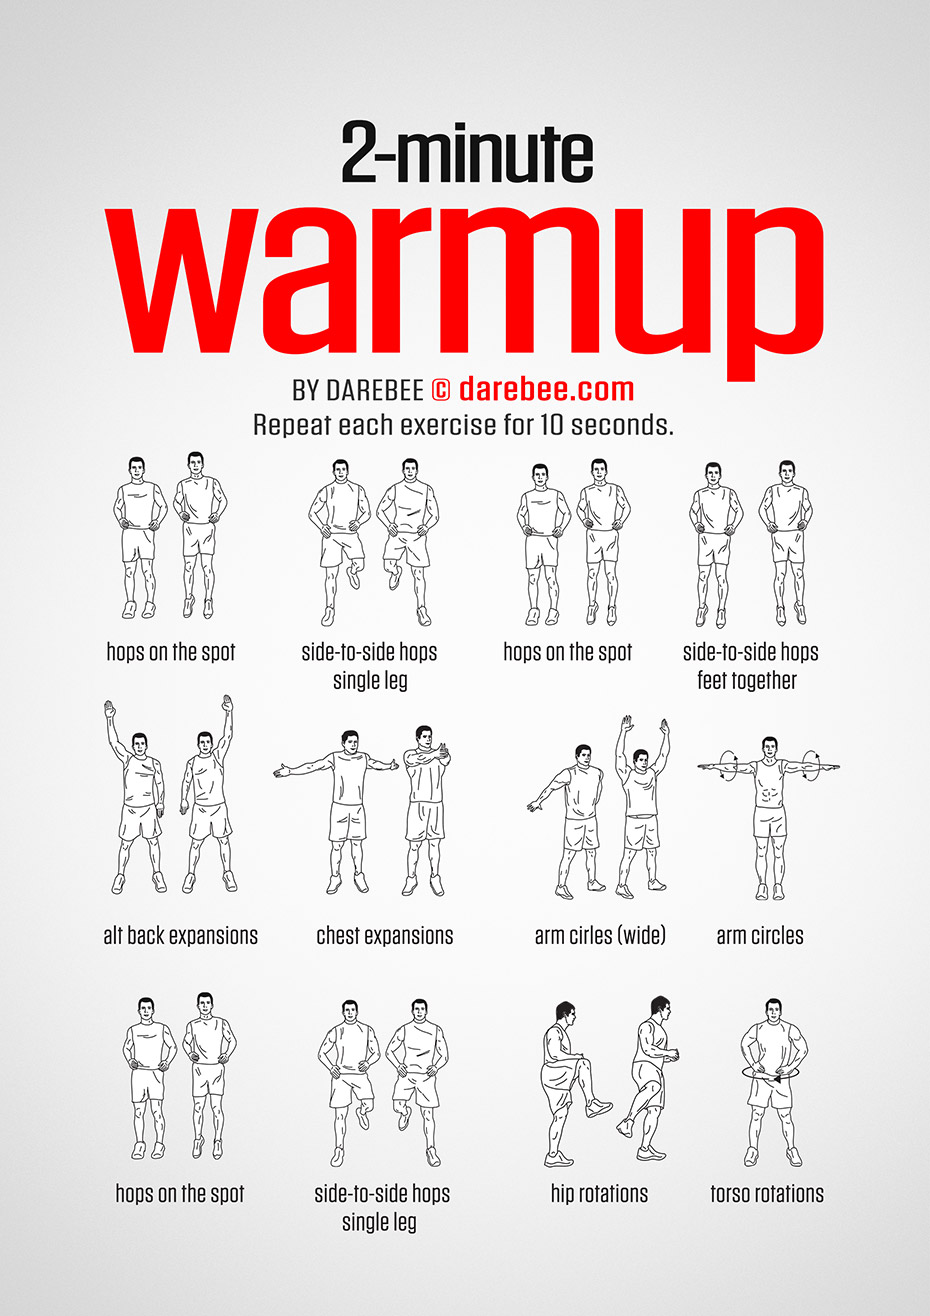 2-minute
warmup
BY DAREBEE © darebee.com
Repeat each exercise for 10 seconds.
hops on the spot
side-to-side hops
single leg
hops on the spot
side-to-side hops
feet together
alt back expansions
chest expansions
arm cirles (wide)
arm circles
hops on the spot
side-to-side hops
single leg
hip rotations
torso rotations